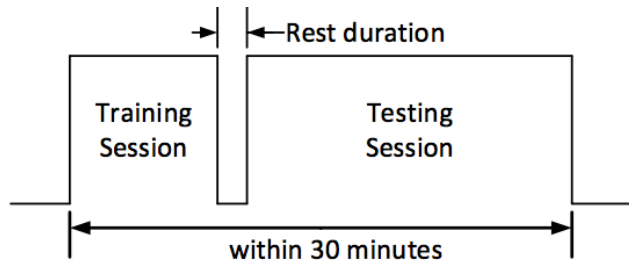 Rest duration
Training
Session
Testing
Session
within 30 minutes